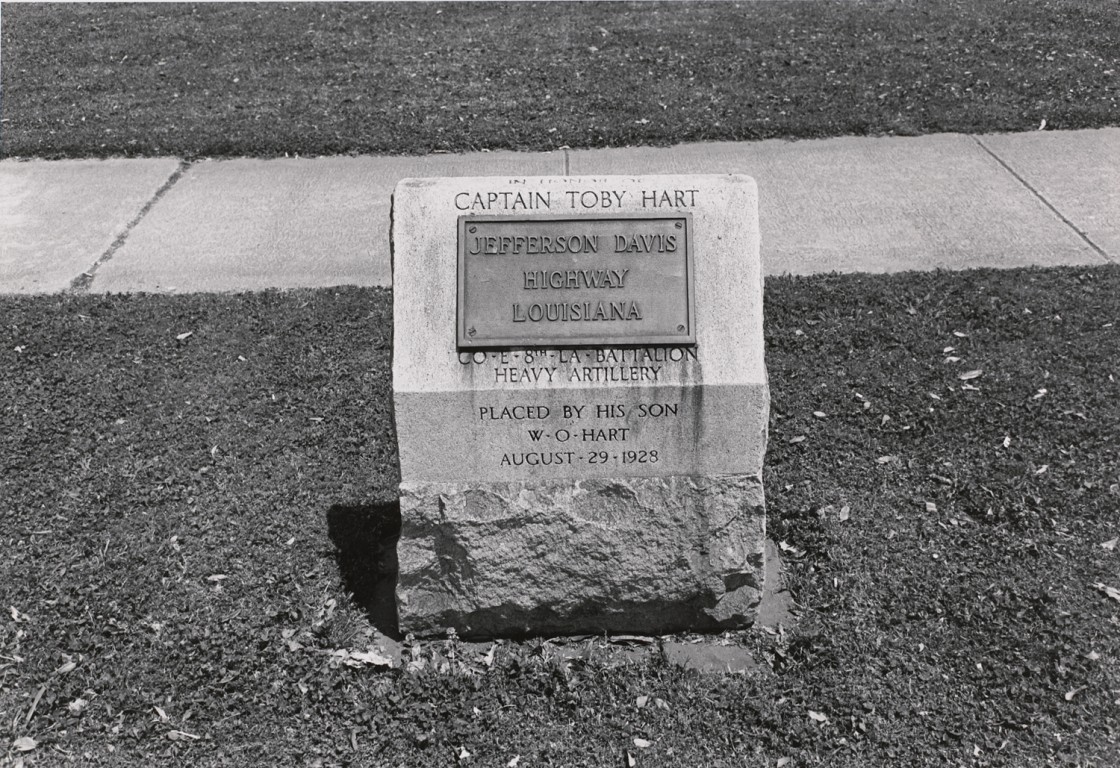 CAPTAIN TOBY HART
JEFFERSON DAVIS
HIGHWAY
LOUISIANA
CO·E·8TH·LA·BATTALION
HEAVY ARTILLERY
PLACED BY HIS SON
W·O·HART
AUGUST·29·1928